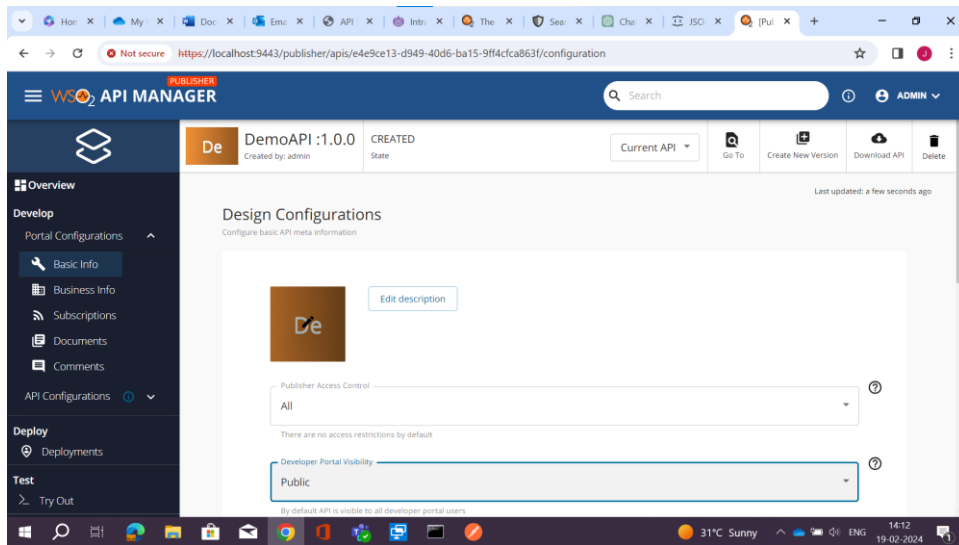 Hon
My
Doc
Eme
API
Intr
The
Sea
Cha
JSO
[Pul
Not secure https://localhost:9443/publisher/apis/e4e9ce13-d949-40d6-ba15-9ff4cfca863f/configuration
J
PUBLISHER
WSO2 API MANAGER
Search
ADMIN
De
DemoAPI :1.0.0
Created by: admin
CREATED
State
Current API
Go To
Create New Version
Download API
Delete
Overview
Develop
Portal Configurations
Basic Info
Business Info
Subscriptions
Documents
Comments
API Configurations
Deploy
Deployments
Test
Try Out
Last updated: a few seconds ago
Design Configurations
Configure basic API meta information
De
Edit description
Publisher Access Control
All
There are no access restrictions by default
Developer Portal Visibility
Public
By default API is visible to all developer portal users
31°C Sunny
ENG
14:12
19-02-2024
1